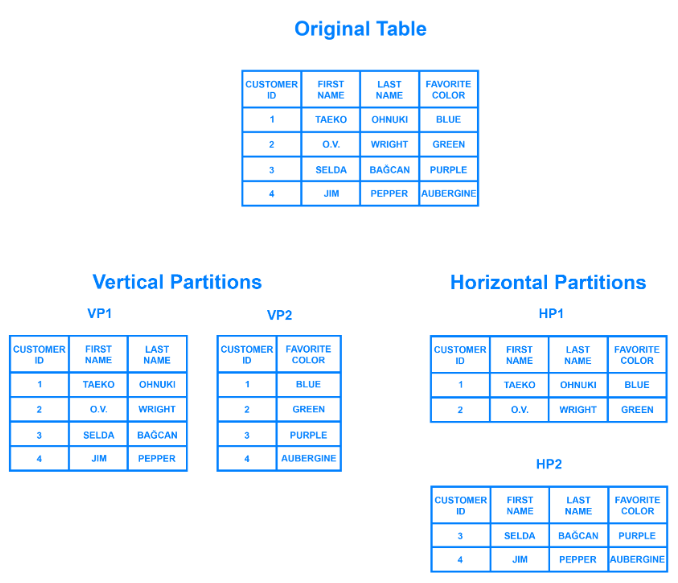 Original Table
CUSTOMER ID FIRST NAME LAST NAME FAVORITE COLOR
1 TAEKO OHNUKI BLUE
2 O.V. WRIGHT GREEN
3 SELDA BAĞCAN PURPLE
4 JIM PEPPER AUBERGINE
Vertical Partitions
VP1
CUSTOMER ID FIRST NAME LAST NAME
1 TAEKO OHNUKI
2 O.V. WRIGHT
3 SELDA BAĞCAN
4 JIM PEPPER
VP2
CUSTOMER ID FAVORITE COLOR
1 BLUE
2 GREEN
3 PURPLE
4 AUBERGINE
Horizontal Partitions
HP1
CUSTOMER ID FIRST NAME LAST NAME FAVORITE COLOR
1 TAEKO OHNUKI BLUE
2 O.V. WRIGHT GREEN
HP2
CUSTOMER ID FIRST NAME LAST NAME FAVORITE COLOR
3 SELDA BAĞCAN PURPLE
4 JIM PEPPER AUBERGINE